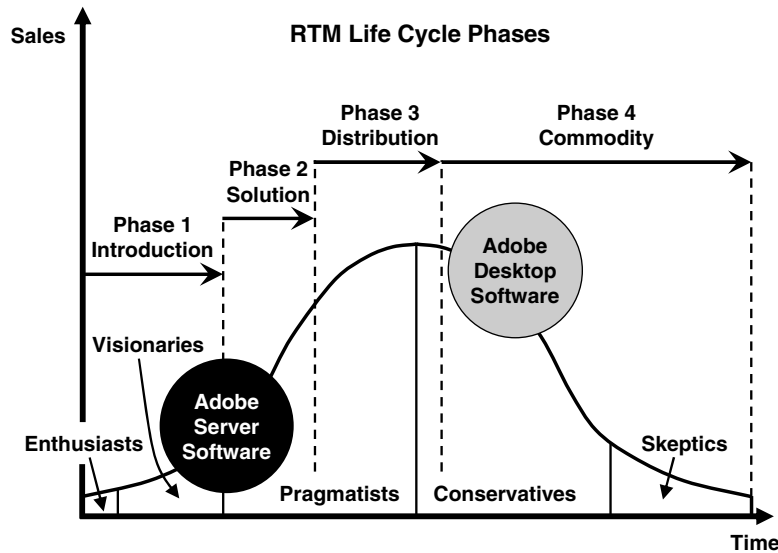 Sales
RTM Life Cycle Phases
Phase 3
Distribution
Phase 4
Commodity
Phase 2
Solution
Phase 1
Introduction
Adobe
Desktop
Software
Visionaries
Adobe
Server
Software
Enthusiasts
Skeptics
Pragmatists
Conservatives
Time